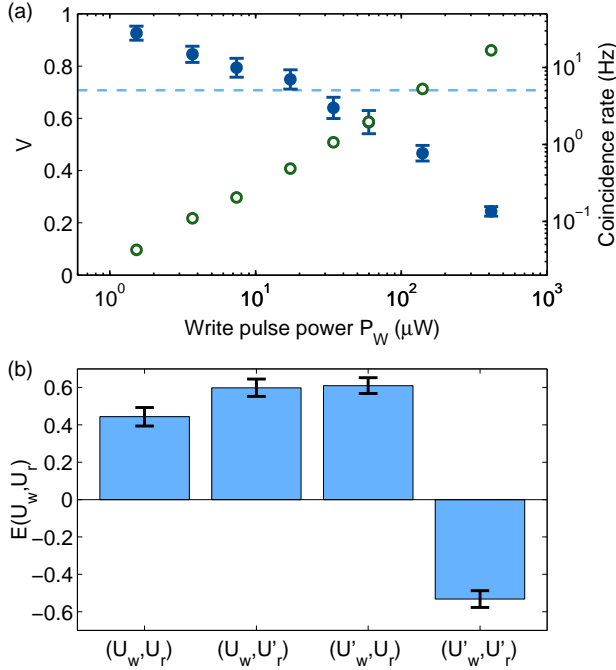 (a)
1
0.8
0.6
0.4
0.2
0
V
10^1
10^0
10^-1
Coincidence rate (Hz)
10^0 10^1 10^2 10^3
Write pulse power P_W (μW)
(b)
0.6
0.4
0.2
0
−0.2
−0.4
−0.6
E(U_w,U_r)
(U_w,U_r) (U_w,U'_r) (U'_w,U_r) (U'_w,U'_r)